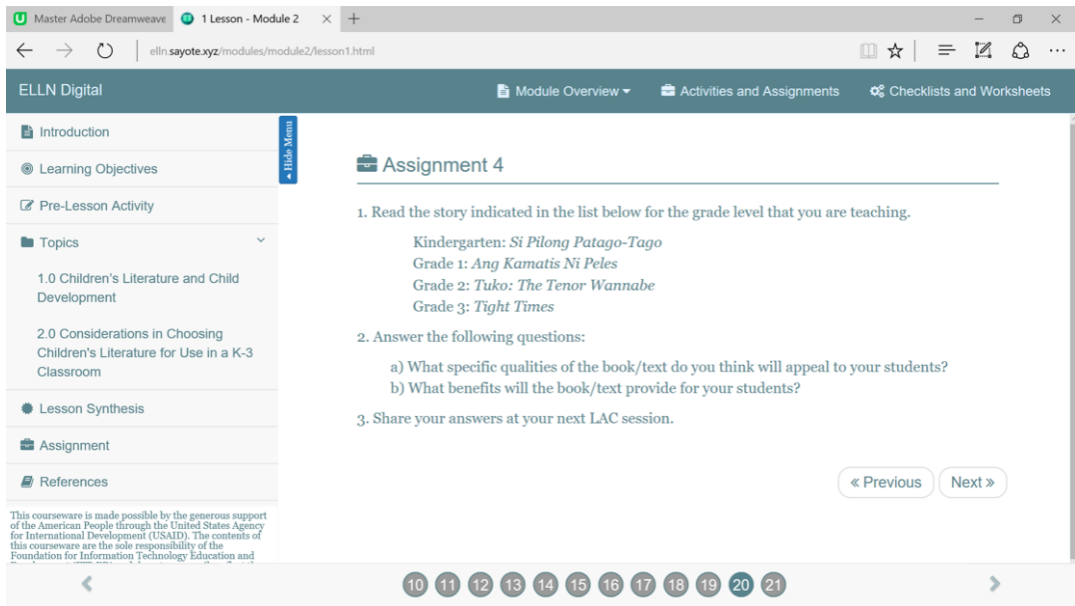 Master Adobe Dreamweave
1 Lesson - Module 2
elln.sayote.xyz/modules/module2/lesson1.html
ELLN Digital
Module Overview
Activities and Assignments
Checklists and Worksheets
Introduction
Learning Objectives
Pre-Lesson Activity
Topics
1.0 Children's Literature and Child
Development
2.0 Considerations in Choosing
Children's Literature for Use in a K-3
Classroom
Lesson Synthesis
Assignment
References
This courseware is made possible by the generous support
of the American People through the United States Agency
for International Development (USAID). The contents of
this courseware are the sole responsibility of the
Foundation for Information Technology Education and
Hide Menu
Assignment 4
1. Read the story indicated in the list below for the grade level that you are teaching.
Kindergarten: Si Pilong Patago-Tago
Grade 1: Ang Kamatis Ni Peles
Grade 2: Tuko: The Tenor Wannabe
Grade 3: Tight Times
2. Answer the following questions:
a) What specific qualities of the book/text do you think will appeal to your students?
b) What benefits will the book/text provide for your students?
3. Share your answers at your next LAC session.
« Previous
Next »
10 11 12 13 14 15 16 17 18 19 20 21